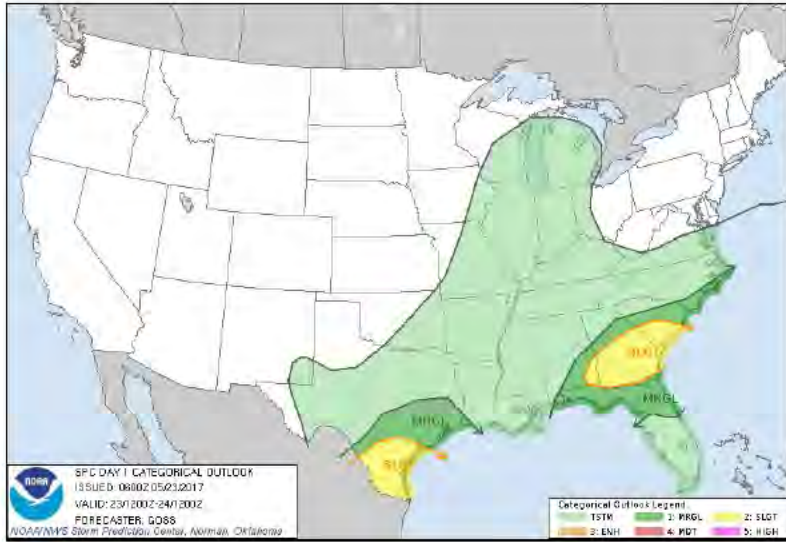 MRGL
MRGL
SPC DAY 1 CATEGORICAL OUTLOOK
ISSUED: 0600Z 05/23/2017
VALID: 23/1200Z-24/1200Z
FORECASTER: GOSS
NOAA/NWS Storm Prediction Center, Norman, Oklahoma
NOAA
Categorical Outlook Legend:
TSTM 1: MRGL 2: SLGT
3: ENH 4: MDT 5: HIGH